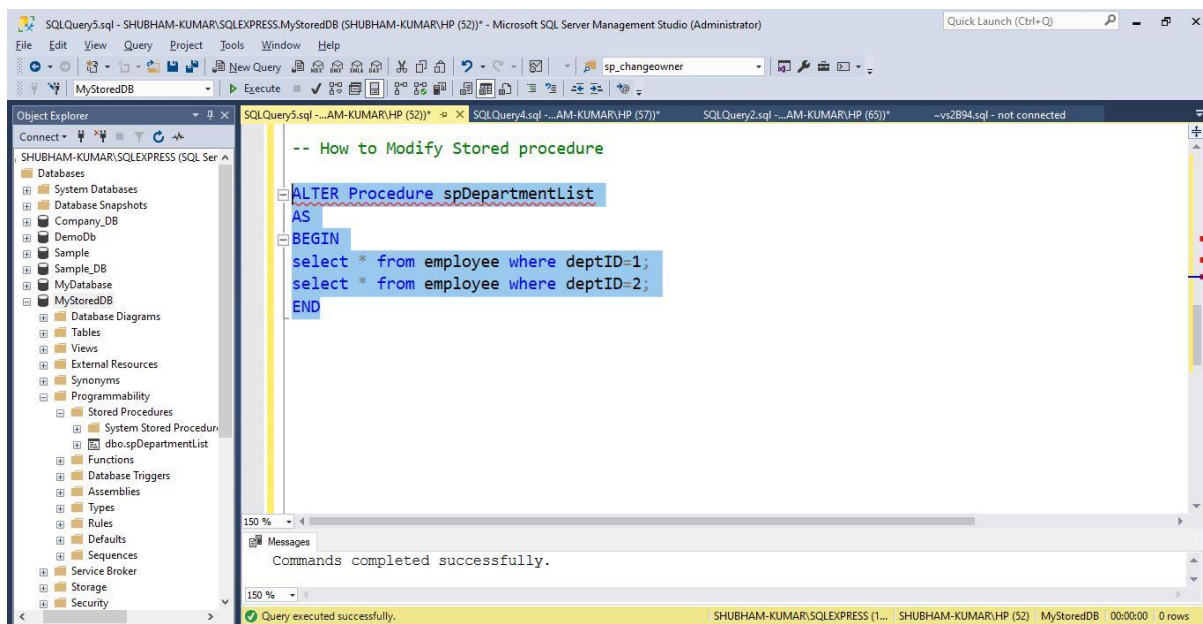 SQLQuery5.sql - SHUBHAM-KUMAR\SQLEXPRESS.MyStoredDB (SHUBHAM-KUMAR\HP (52))* - Microsoft SQL Server Management Studio (Administrator)
Quick Launch (Ctrl+Q)
File Edit View Query Project Tools Window Help
New Query sp_changeowner
MyStoredDB Execute
Object Explorer
SQLQuery5.sql -...AM-KUMAR\HP (52))* SQLQuery4.sql -...AM-KUMAR\HP (57))* SQLQuery2.sql -...AM-KUMAR\HP (65))* ~vs2B94.sql - not connected
Connect
SHUBHAM-KUMAR\SQLEXPRESS (SQL Ser
Databases
System Databases
Database Snapshots
Company_DB
DemoDb
Sample
Sample_DB
MyDatabase
MyStoredDB
Database Diagrams
Tables
Views
External Resources
Synonyms
Programmability
Stored Procedures
System Stored Procedur
dbo.spDepartmentList
Functions
Database Triggers
Assemblies
Types
Rules
Defaults
Sequences
Service Broker
Storage
Security
-- How to Modify Stored procedure
ALTER Procedure spDepartmentList
AS
BEGIN
select * from employee where deptID=1;
select * from employee where deptID=2;
END
150 %
Messages
Commands completed successfully.
150 %
Query executed successfully. SHUBHAM-KUMAR\SQLEXPRESS (1... SHUBHAM-KUMAR\HP (52) MyStoredDB 00:00:00 0 rows